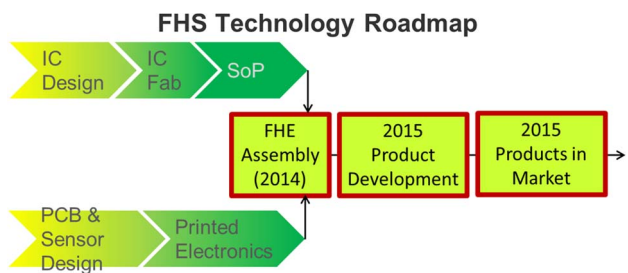 FHS Technology Roadmap
IC
Design
IC
Fab
SoP
FHE
Assembly
(2014)
2015
Product
Development
2015
Products in
Market
PCB &
Sensor
Design
Printed
Electronics